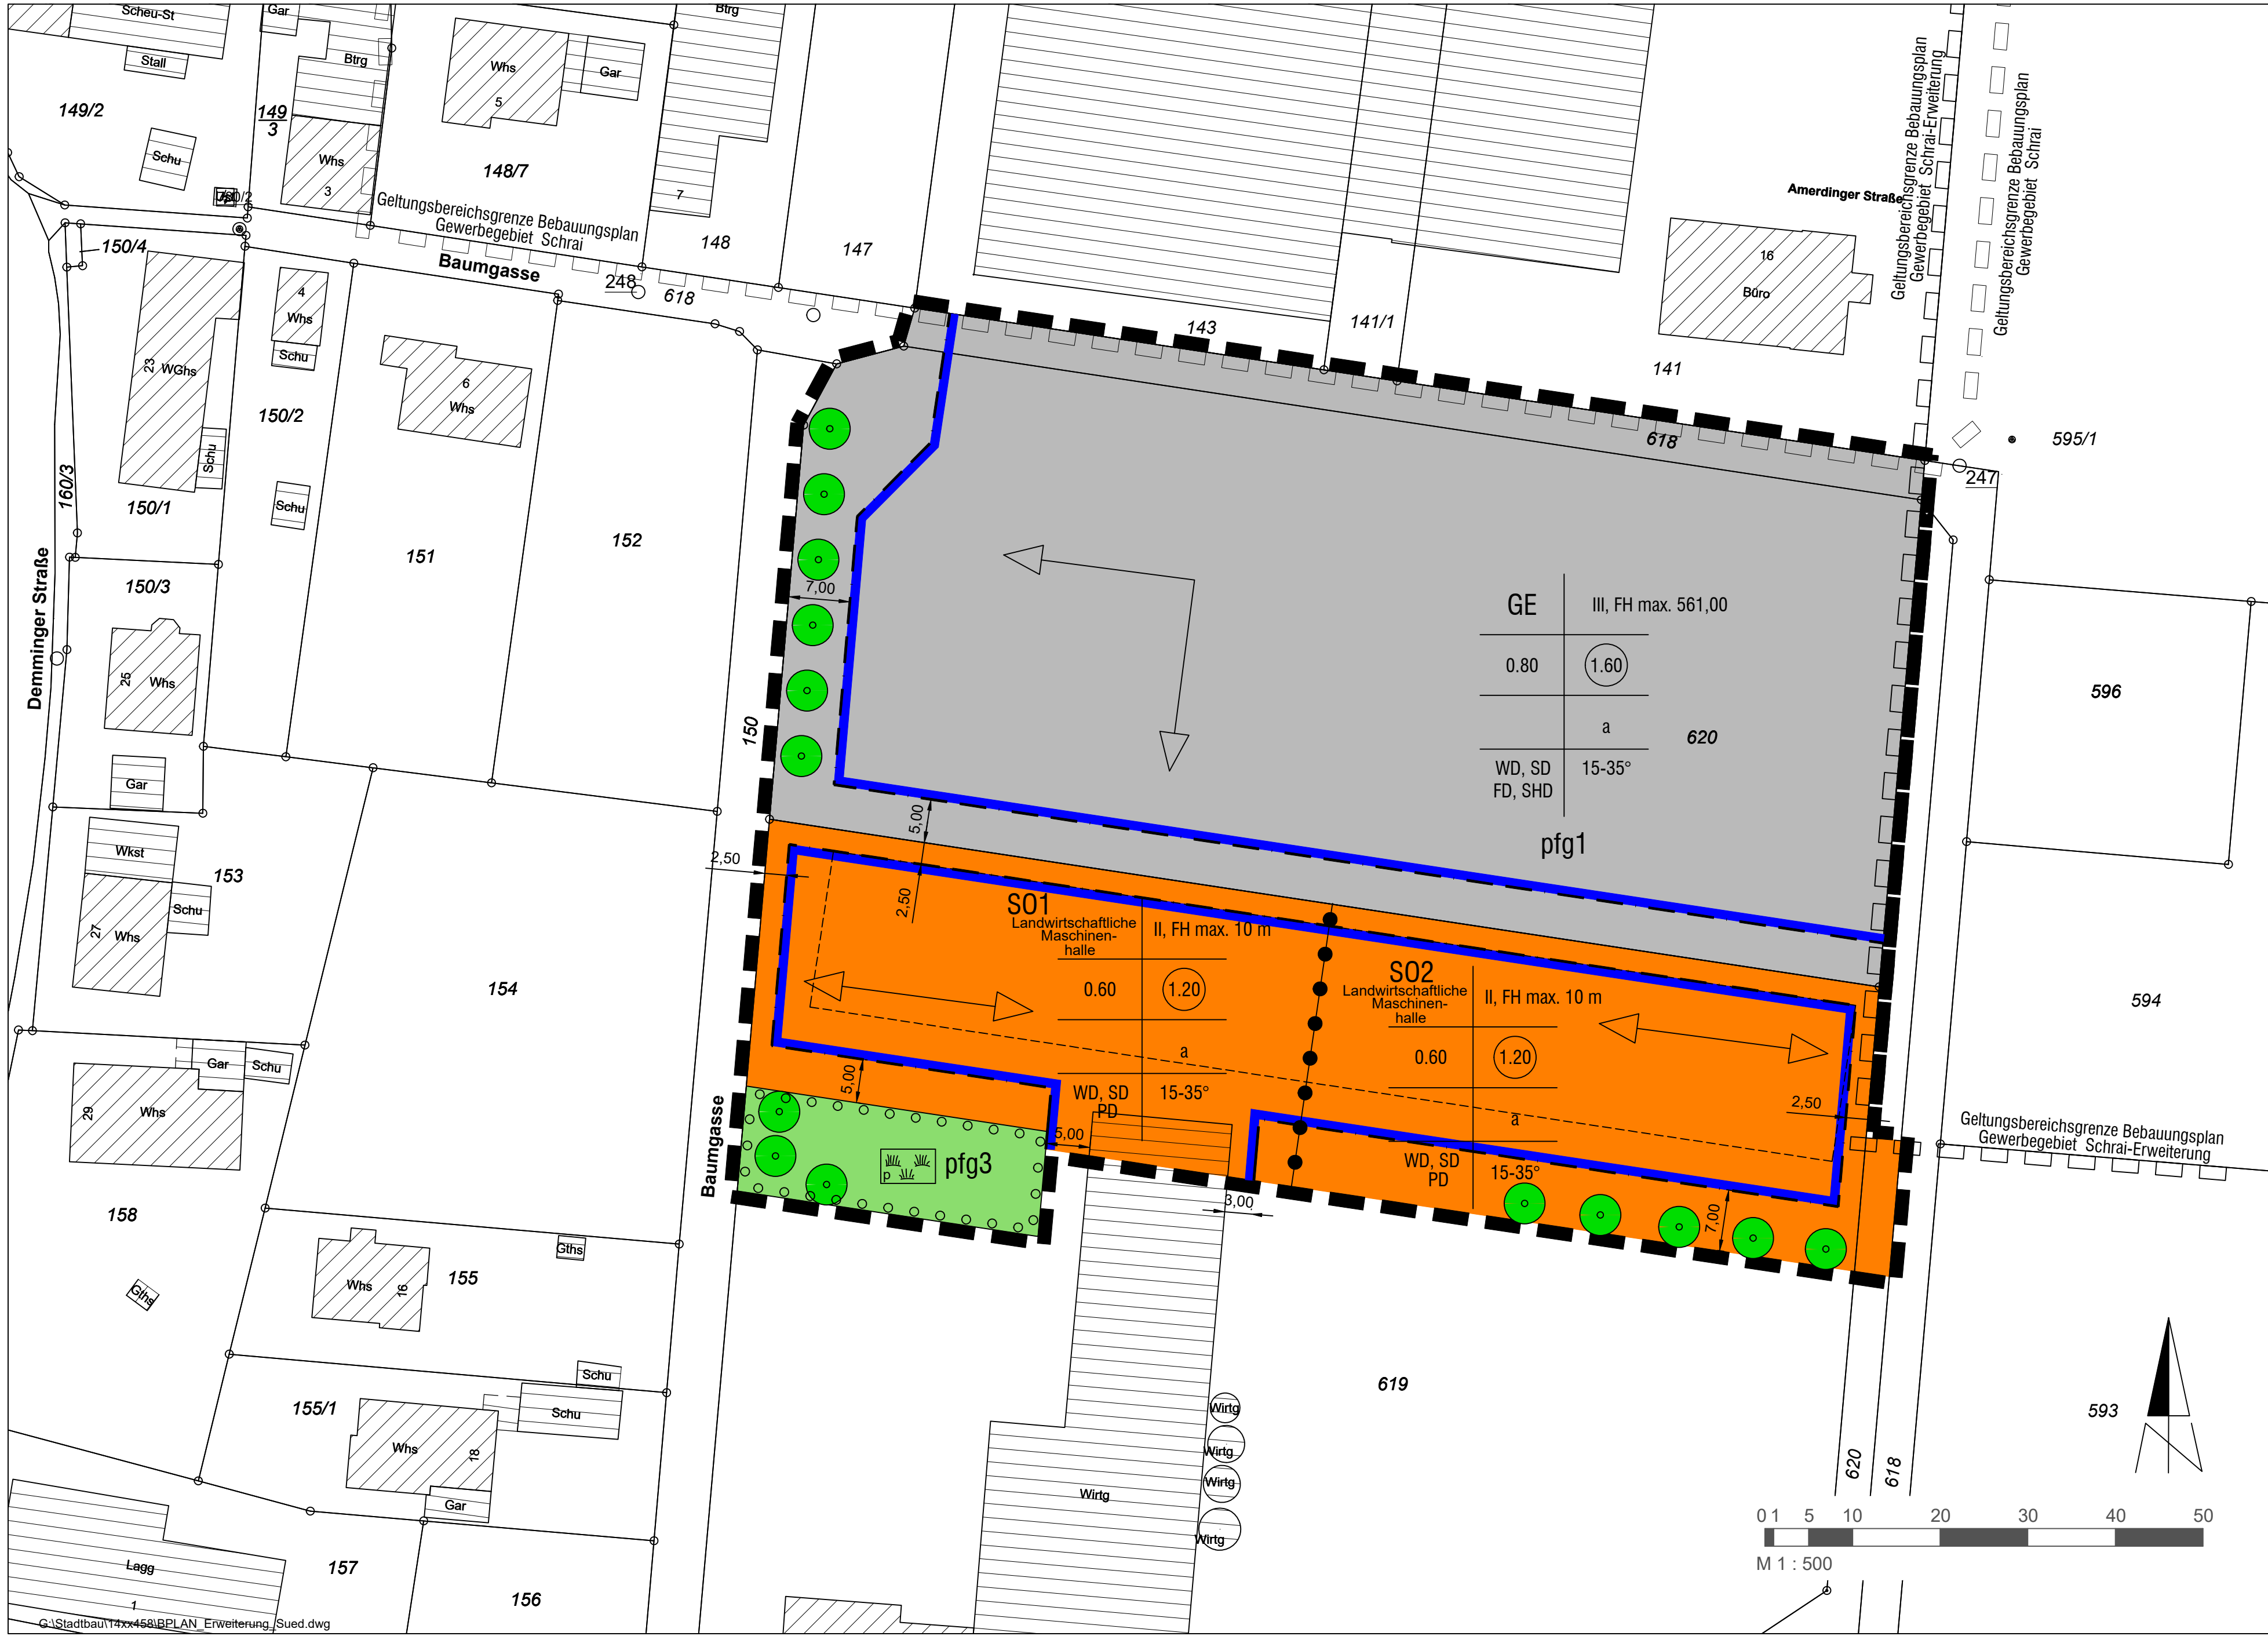 Scheu-St
Gar
Btrg
Btrg
Stall
Whs
5
Gar
149/2
149
3
Schu
Whs
3
148/7
7
Geltungsbereichsgrenze Bebauungsplan
Gewerbegebiet Schrai
148
147
150/4
Baumgasse
248
618
4
Whs
Schu
23
WGhs
Schu
6
Whs
150/2
Schu
160/3
150/1
151
152
150/3
Demminger Straße
25
Whs
Gar
Wkst
153
Schu
27
Whs
154
Gar
Schu
29
Whs
158
Gths
Whs
16
155
Gths
Schu
Schu
155/1
Whs
18
Gar
Lagg
1
157
156
G:\Stadtbau\14xx458\BPLAN_Erweiterung_Sued.dwg
143
141/1
141
Amerdinger Straße
16
Büro
Geltungsbereichsgrenze Bebauungsplan
Gewerbegebiet Schrai-Erweiterung
Geltungsbereichsgrenze Bebauungsplan
Gewerbegebiet Schrai
618
595/1
247
7,00
150
GE
III, FH max. 561,00
0.80
1.60
a
620
WD, SD
FD, SHD
15-35°
pfg1
596
594
5,00
2,50
2,50
SO1
Landwirtschaftliche
Maschinen-
halle
II, FH max. 10 m
0.60
1.20
a
WD, SD
PD
15-35°
SO2
Landwirtschaftliche
Maschinen-
halle
II, FH max. 10 m
0.60
1.20
a
WD, SD
PD
15-35°
2,50
5,00
5,00
3,00
7,00
p
pfg3
Baumgasse
Geltungsbereichsgrenze Bebauungsplan
Gewerbegebiet Schrai-Erweiterung
619
593
Wirtg
Wirtg
Wirtg
Wirtg
Wirtg
620
618
0 1 5 10 20 30 40 50
M 1 : 500